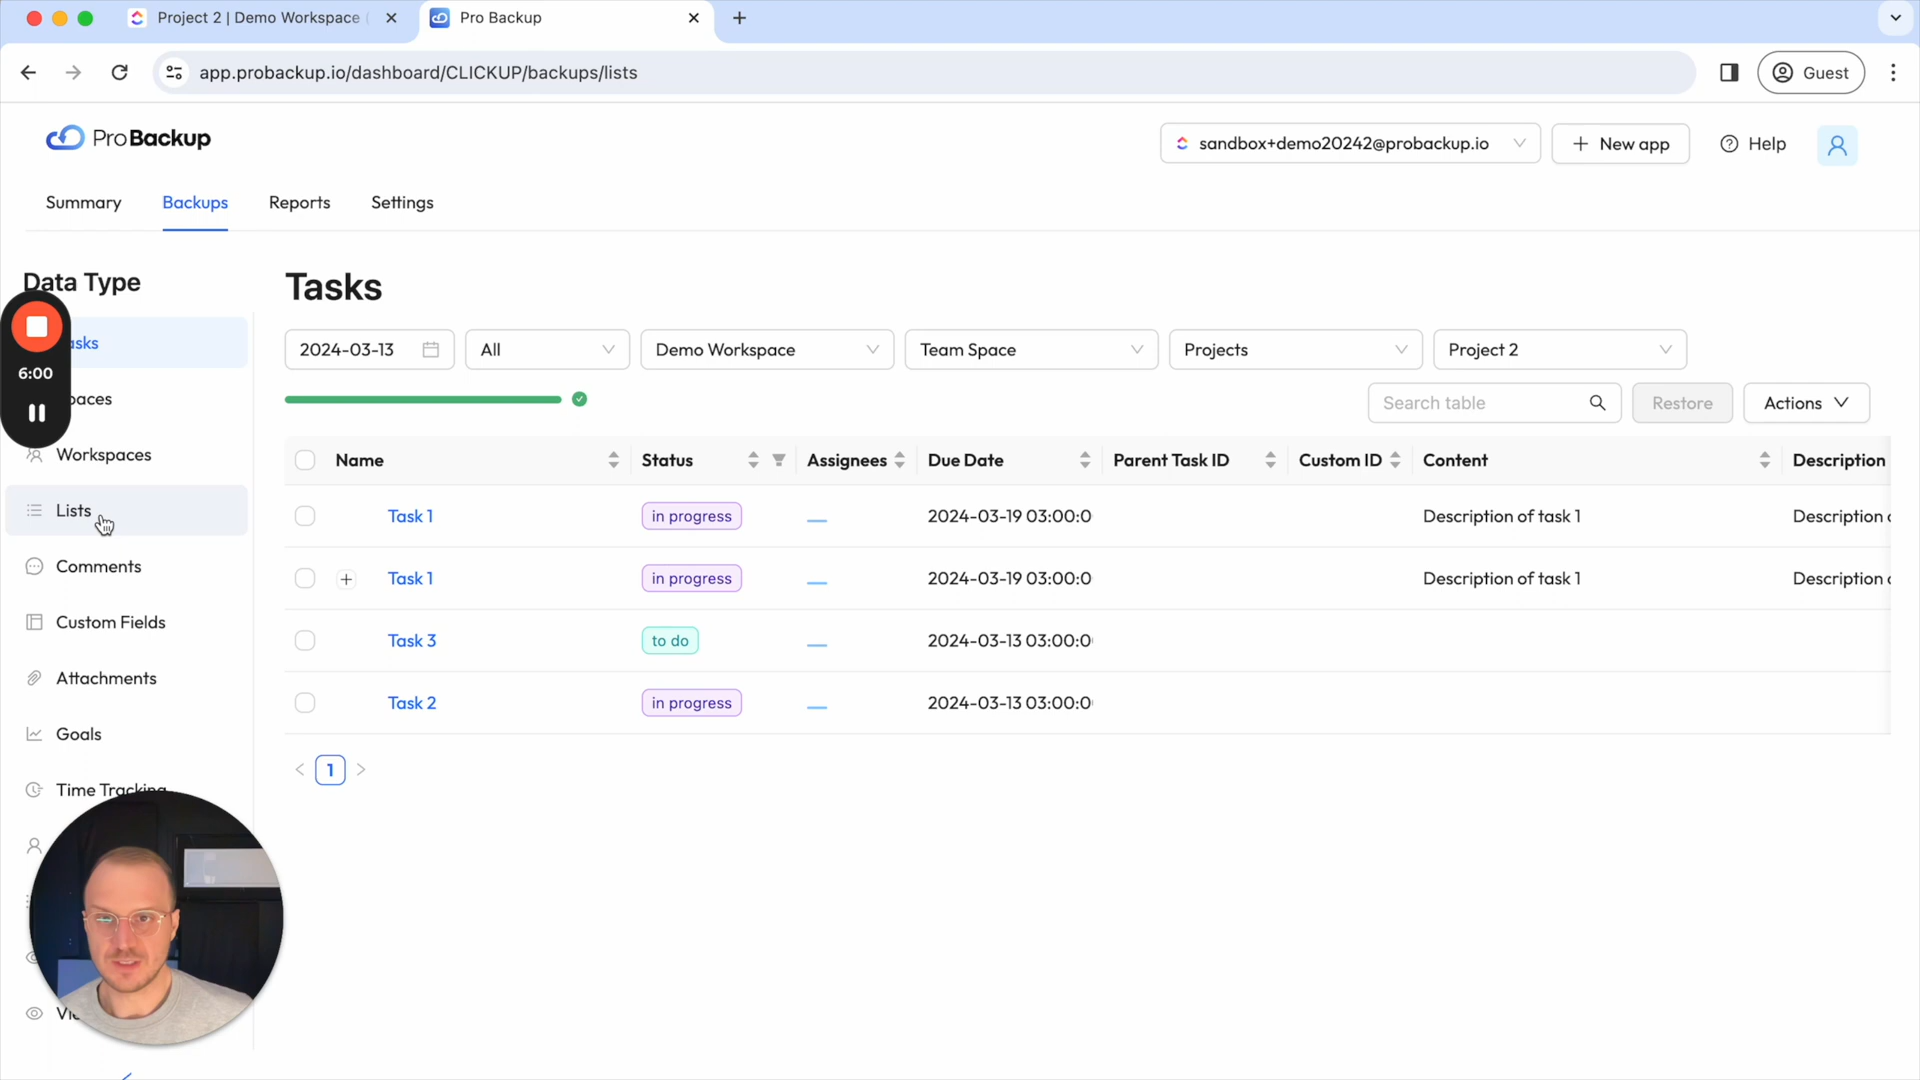 Project 2 | Demo Workspace
Pro Backup
app.probackup.io/dashboard/CLICKUP/backups/lists
Guest
ProBackup
sandbox+demo20242@probackup.io
New app
Help
Summary
Backups
Reports
Settings
Data Type
asks
6:00
paces
Workspaces
Lists
Comments
Custom Fields
Attachments
Goals
Time Tracking
Tasks
2024-03-13
All
Demo Workspace
Team Space
Projects
Project 2
Search table
Restore
Actions
Name
Status
Assignees
Due Date
Parent Task ID
Custom ID
Content
Description
Task 1
in progress
2024-03-19 03:00:0
Description of task 1
Description
Task 1
in progress
2024-03-19 03:00:0
Description of task 1
Description
Task 3
to do
2024-03-13 03:00:0
Task 2
in progress
2024-03-13 03:00:0
1